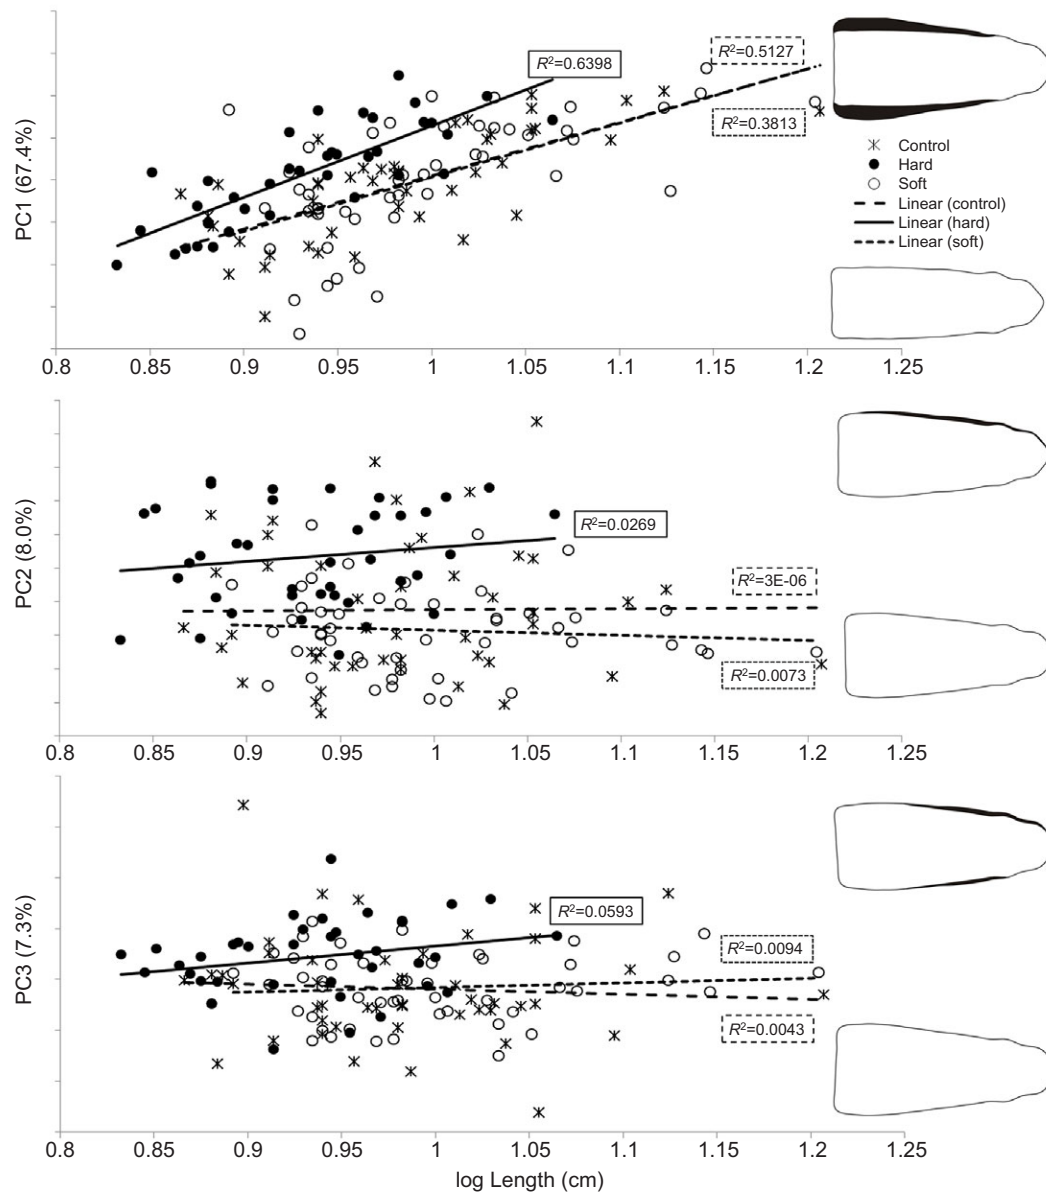 PC1 (67.4%)
R²=0.6398
R²=0.5127
R²=0.3813
Control
Hard
Soft
Linear (control)
Linear (hard)
Linear (soft)
0.8 0.85 0.9 0.95 1 1.05 1.1 1.15 1.2 1.25
PC2 (8.0%)
R²=0.0269
R²=3E-06
R²=0.0073
0.8 0.85 0.9 0.95 1 1.05 1.1 1.15 1.2 1.25
PC3 (7.3%)
R²=0.0593
R²=0.0094
R²=0.0043
0.8 0.85 0.9 0.95 1 1.05 1.1 1.15 1.2 1.25
log Length (cm)